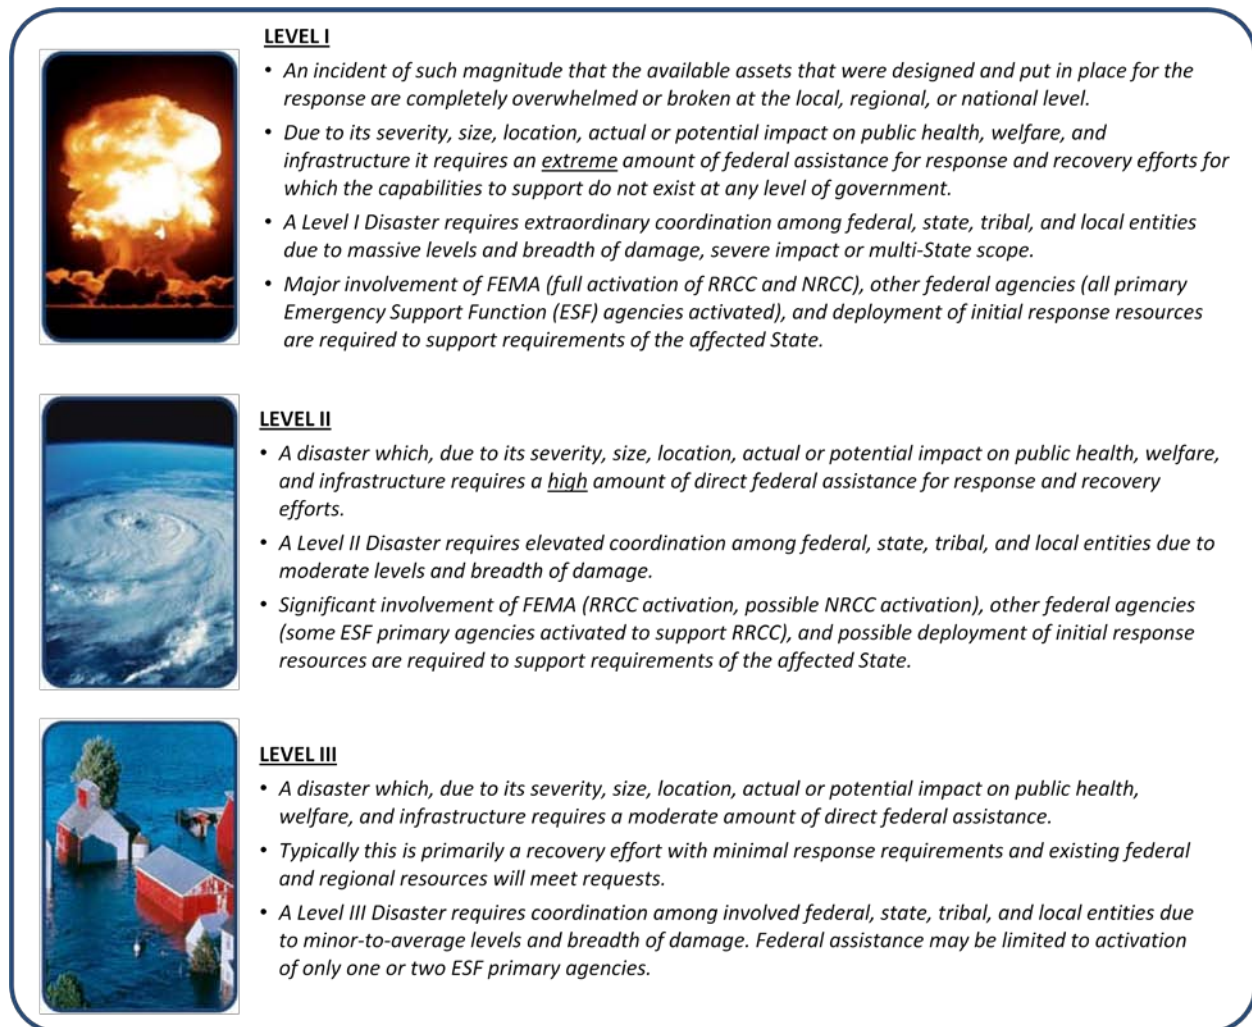 LEVEL I
• An incident of such magnitude that the available assets that were designed and put in place for the
response are completely overwhelmed or broken at the local, regional, or national level.
• Due to its severity, size, location, actual or potential impact on public health, welfare, and
infrastructure it requires an extreme amount of federal assistance for response and recovery efforts for
which the capabilities to support do not exist at any level of government.
• A Level I Disaster requires extraordinary coordination among federal, state, tribal, and local entities
due to massive levels and breadth of damage, severe impact or multi-State scope.
• Major involvement of FEMA (full activation of RRCC and NRCC), other federal agencies (all primary
Emergency Support Function (ESF) agencies activated), and deployment of initial response resources
are required to support requirements of the affected State.
LEVEL II
• A disaster which, due to its severity, size, location, actual or potential impact on public health, welfare,
and infrastructure requires a high amount of direct federal assistance for response and recovery
efforts.
• A Level II Disaster requires elevated coordination among federal, state, tribal, and local entities due to
moderate levels and breadth of damage.
• Significant involvement of FEMA (RRCC activation, possible NRCC activation), other federal agencies
(some ESF primary agencies activated to support RRCC), and possible deployment of initial response
resources are required to support requirements of the affected State.
LEVEL III
• A disaster which, due to its severity, size, location, actual or potential impact on public health,
welfare, and infrastructure requires a moderate amount of direct federal assistance.
• Typically this is primarily a recovery effort with minimal response requirements and existing federal
and regional resources will meet requests.
• A Level III Disaster requires coordination among involved federal, state, tribal, and local entities due
to minor-to-average levels and breadth of damage. Federal assistance may be limited to activation
of only one or two ESF primary agencies.